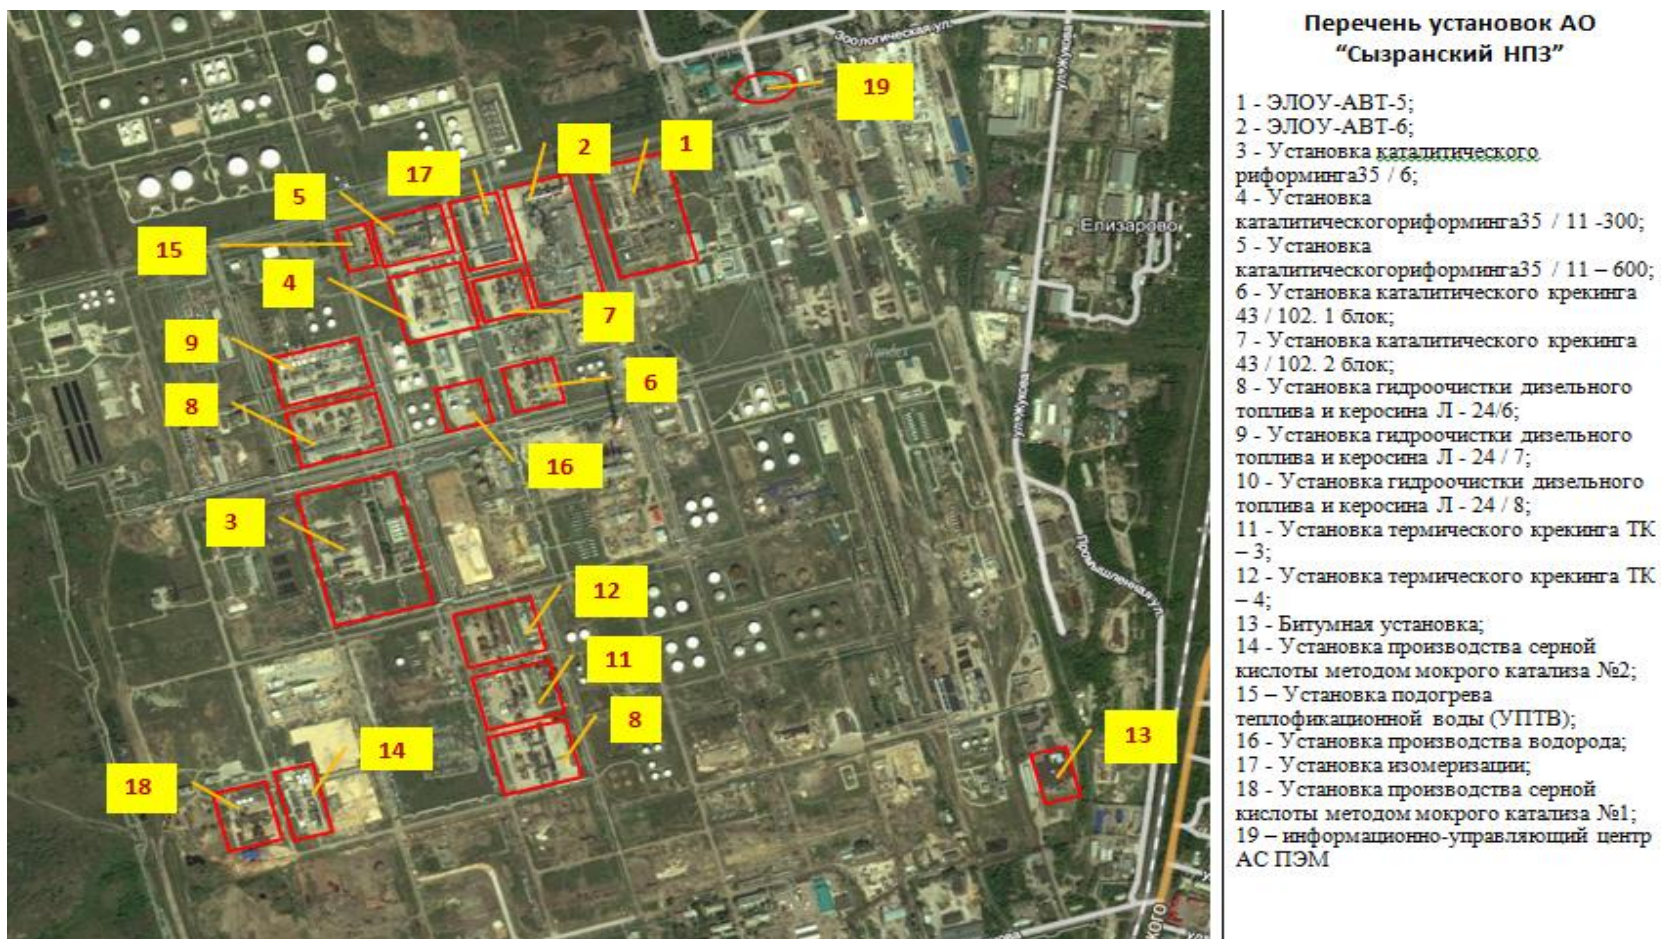 Зоологическая ул.
ул. Жукова
19
2
1
17
5
15
Елизарово
4
7
9
6
8
ул. Жукова
16
3
Промышленная ул.
12
11
8
13
14
18
Перечень установок АО
“Сызранский НПЗ”
1 - ЭЛОУ-АВТ-5;
2 - ЭЛОУ-АВТ-6;
3 - Установка каталитического
риформинга35 / 6;
4 - Установка
каталитическогориформинга35 / 11 -300;
5 - Установка
каталитическогориформинга35 / 11 – 600;
6 - Установка каталитического крекинга
43 / 102. 1 блок;
7 - Установка каталитического крекинга
43 / 102. 2 блок;
8 - Установка гидроочистки дизельного
топлива и керосина Л - 24/6;
9 - Установка гидроочистки дизельного
топлива и керосина Л - 24 / 7;
10 - Установка гидроочистки дизельного
топлива и керосина Л - 24 / 8;
11 - Установка термического крекинга ТК
– 3;
12 - Установка термического крекинга ТК
– 4;
13 - Битумная установка;
14 - Установка производства серной
кислоты методом мокрого катализа №2;
15 – Установка подогрева
теплофикационной воды (УПТВ);
16 - Установка производства водорода;
17 - Установка изомеризации;
18 - Установка производства серной
кислоты методом мокрого катализа №1;
19 – информационно-управляющий центр
АС ПЭМ